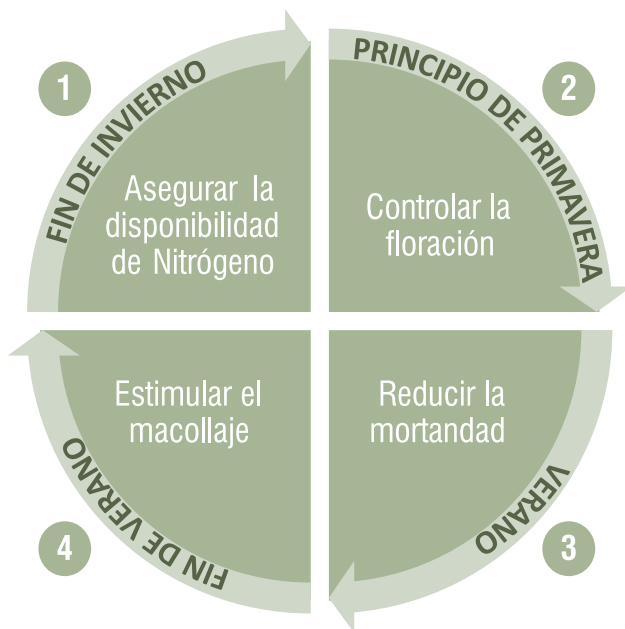 1
FIN DE INVIERNO
Asegurar la
disponibilidad
de Nitrógeno
2
PRINCIPIO DE PRIMAVERA
Controlar la
floración
3
VERANO
Reducir la
mortandad
4
FIN DE VERANO
Estimular el
macollaje